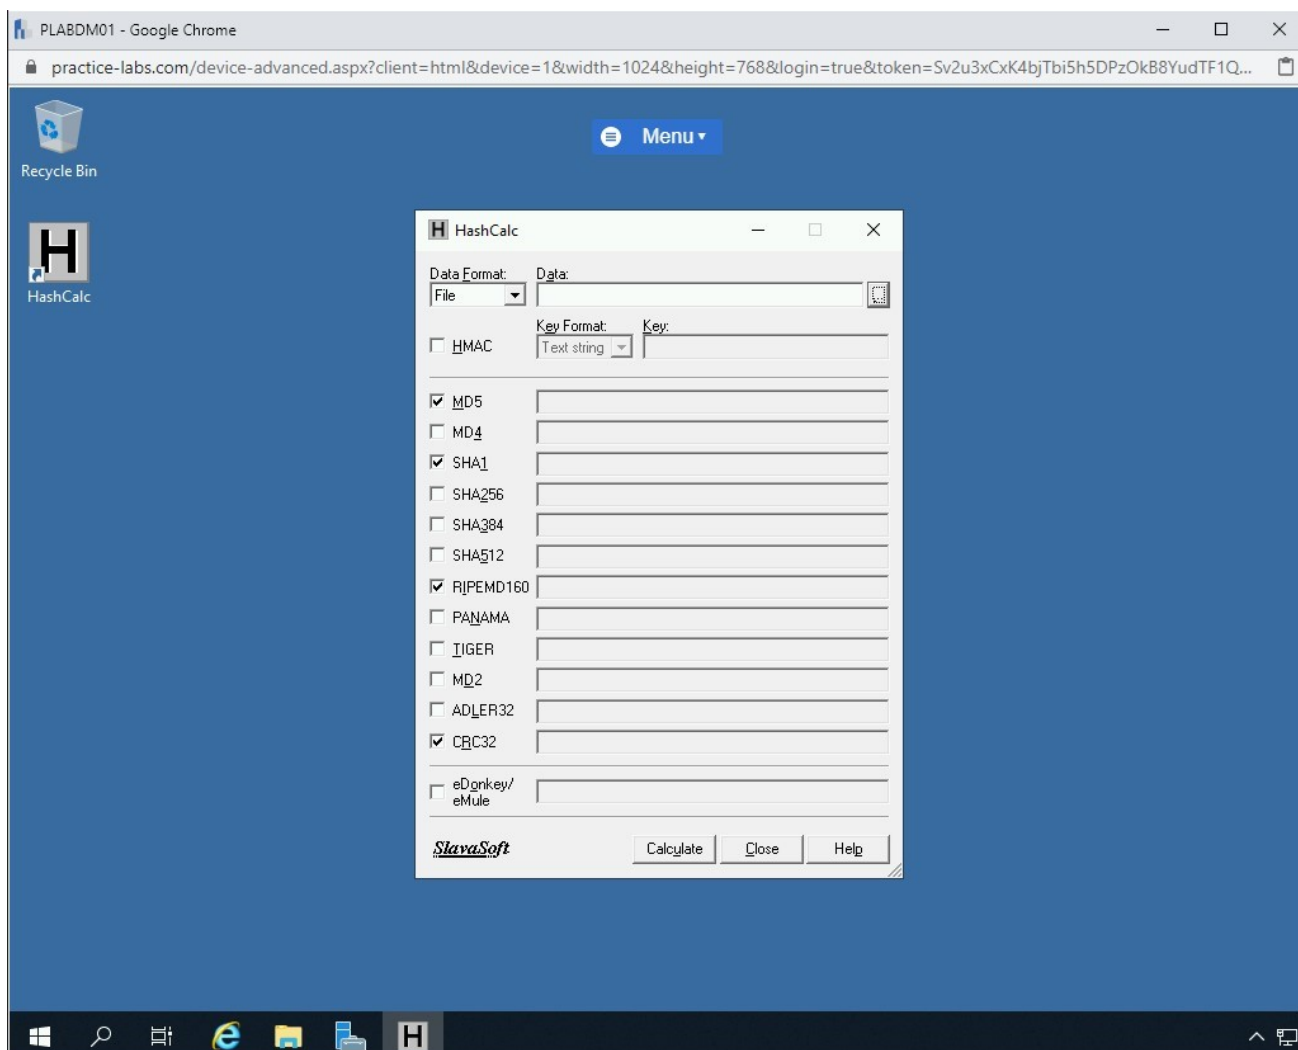 PLABDM01 - Google Chrome
practice-labs.com/device-advanced.aspx?client=html&device=1&width=1024&height=768&login=true&token=Sv2u3xCxK4bjTbi5h5DPzOkB8YudTF1Q...
Menu
Recycle Bin
H
HashCalc
H HashCalc
Data Format: Data:
File
Key Format: Key:
HMAC Text string
MD5
MD4
SHA1
SHA256
SHA384
SHA512
RIPEMD160
PANAMA
TIGER
MD2
ADLER32
CRC32
eDonkey/
eMule
SlavaSoft Calculate Close Help
H